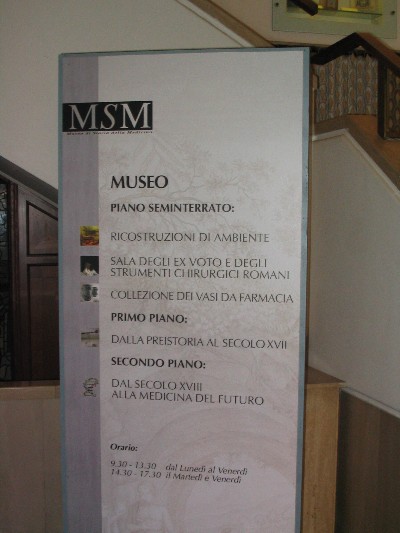 MSM
MUSEO
PIANO SEMINTERRATO:
RICOSTRUZIONI DI AMBIENTE
SALA DEGLI EX VOTO E DEGLI
STRUMENTI CHIRURGICI ROMANI
COLLEZIONE DEI VASI DA FARMACIA
PRIMO PIANO:
DALLA PREISTORIA AL SECOLO XVII
SECONDO PIANO:
DAL SECOLO XVIII
ALLA MEDICINA DEL FUTURO
Orario:
9.30 - 13.30 dal Lunedì al Venerdì
14.30 - 17.30 il Martedì e Venerdì